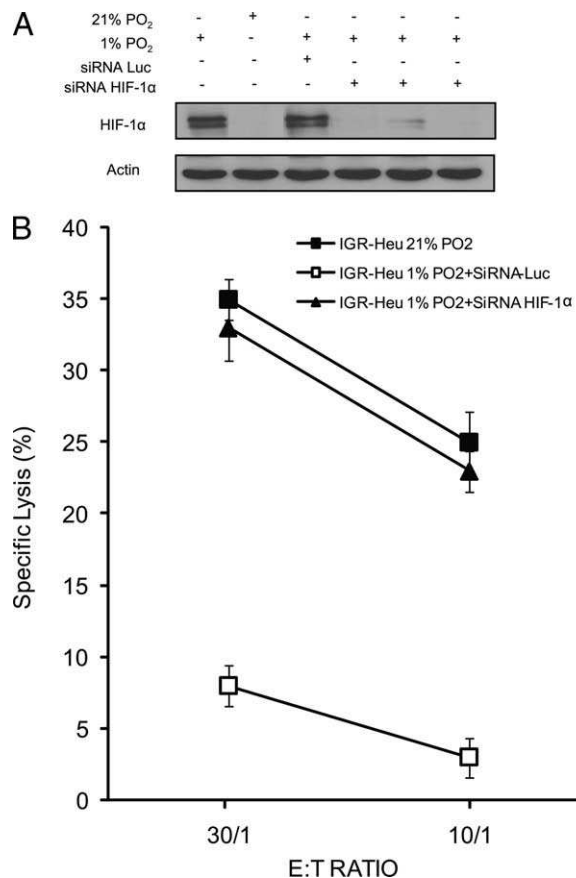 A
21% PO2 - + - - - -
1% PO2 + - + + + +
siRNA Luc - - + - - -
siRNA HIF-1α - - - + + +
HIF-1α
Actin
B
IGR-Heu 21% PO2
IGR-Heu 1% PO2+SiRNA-Luc
IGR-Heu 1% PO2+SiRNA HIF-1α
40
35
30
25
20
15
10
5
0
Specific Lysis (%)
30/1 10/1
E:T RATIO